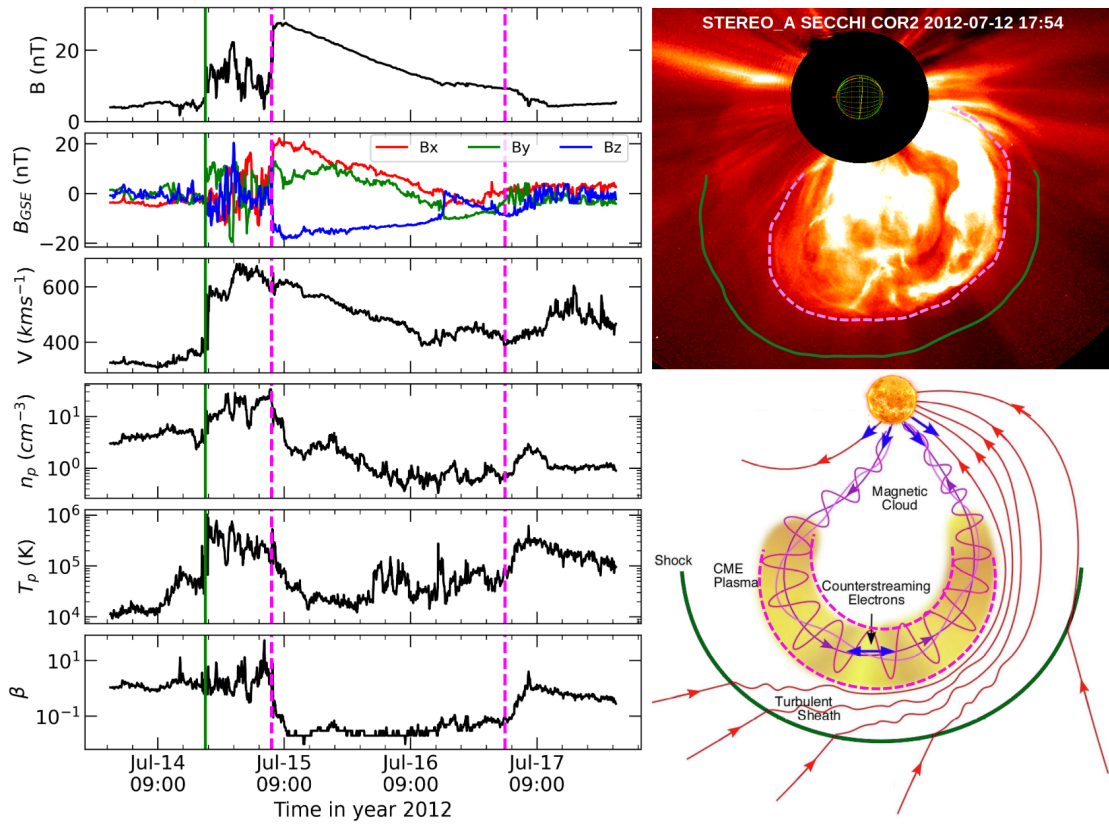 B (nT)
20
0
B_GSE (nT)
20
0
−20
Bx By Bz
V (kms⁻¹)
600
400
n_p (cm⁻³)
10¹
10⁰
T_p (K)
10⁶
10⁵
10⁴
β
10¹
10⁻¹
Jul-14 Jul-15 Jul-16 Jul-17
09:00 09:00 09:00 09:00
Time in year 2012
STEREO_A SECCHI COR2 2012-07-12 17:54
Magnetic
Cloud
Shock
CME
Plasma
Counterstreaming
Electrons
Turbulent
Sheath